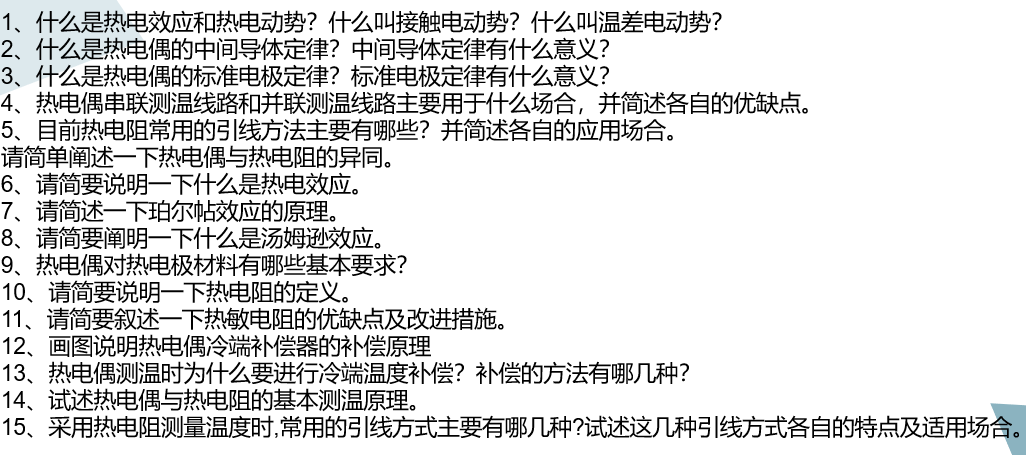 1、什么是热电效应和热电动势？什么叫接触电动势？什么叫温差电动势？
2、什么是热电偶的中间导体定律？中间导体定律有什么意义？
3、什么是热电偶的标准电极定律？标准电极定律有什么意义？
4、热电偶串联测温线路和并联测温线路主要用于什么场合，并简述各自的优缺点。
5、目前热电阻常用的引线方法主要有哪些？并简述各自的应用场合。
请简单阐述一下热电偶与热电阻的异同。
6、请简要说明一下什么是热电效应。
7、请简述一下珀尔帖效应的原理。
8、请简要阐明一下什么是汤姆逊效应。
9、热电偶对热电极材料有哪些基本要求？
10、请简要说明一下热电阻的定义。
11、请简要叙述一下热敏电阻的优缺点及改进措施。
12、画图说明热电偶冷端补偿器的补偿原理
13、热电偶测温时为什么要进行冷端温度补偿？补偿的方法有哪几种？
14、试述热电偶与热电阻的基本测温原理。
15、采用热电阻测量温度时,常用的引线方式主要有哪几种?试述这几种引线方式各自的特点及适用场合。